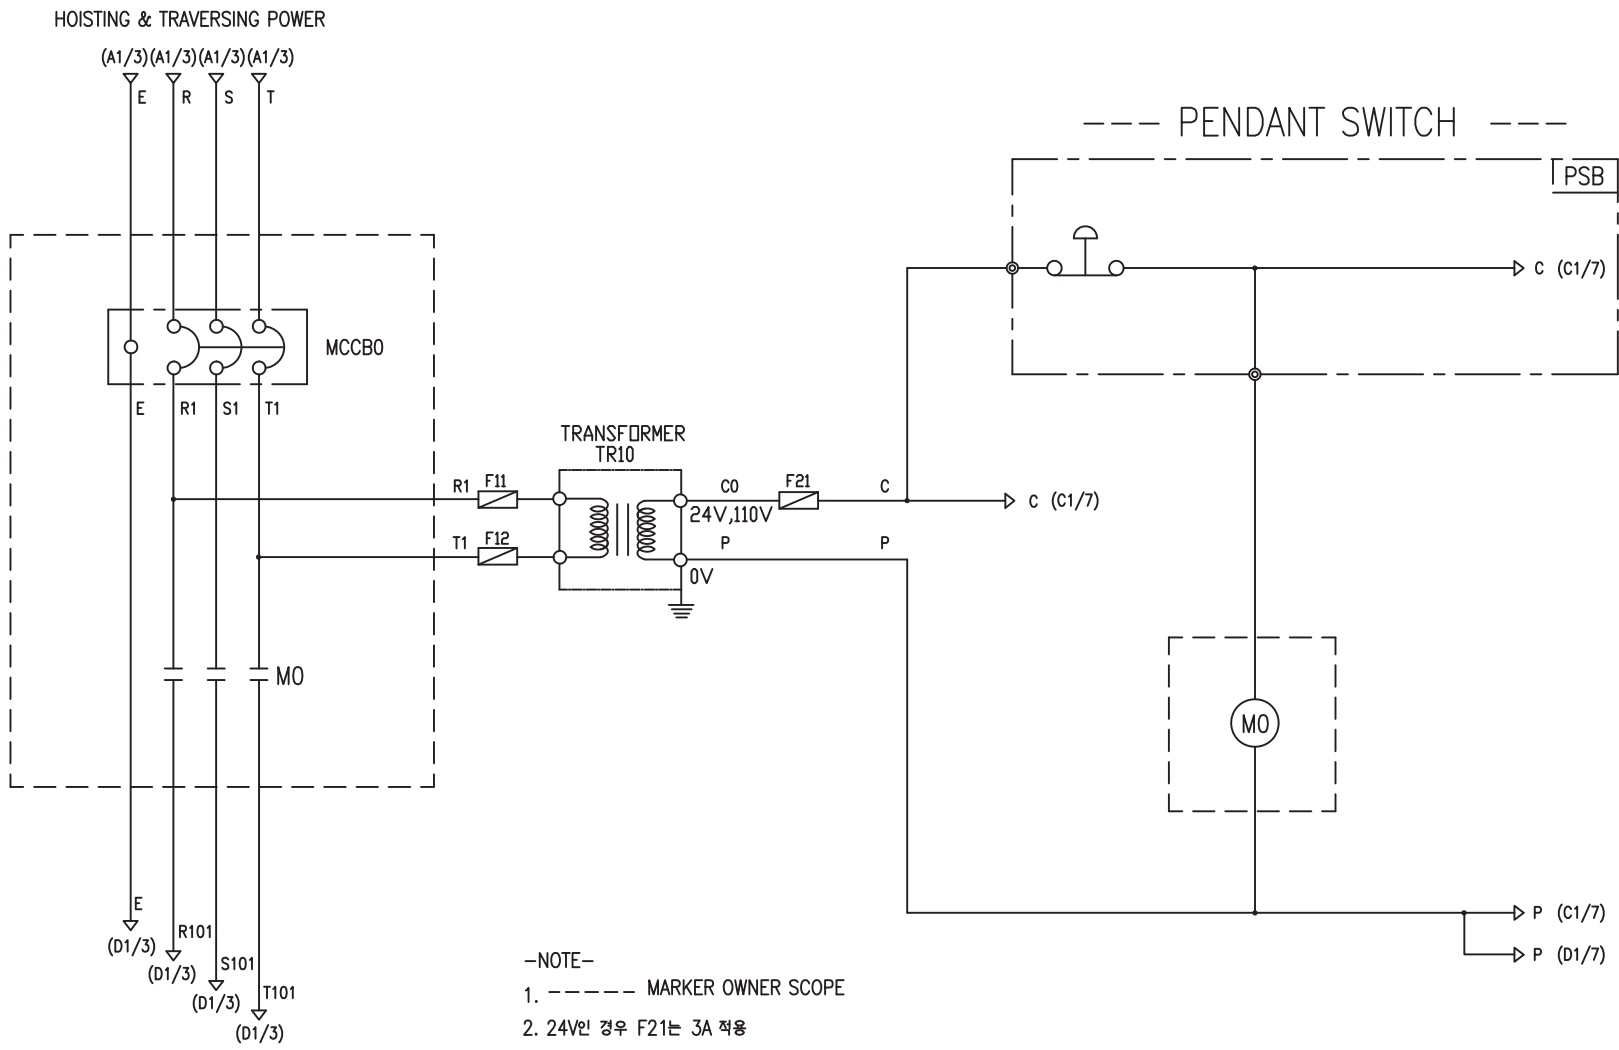 HOISTING & TRAVERSING POWER
(A1/3) (A1/3) (A1/3) (A1/3)
E R S T
PENDANT SWITCH
PSB
C (C1/7)
MCCB0
E R1 S1 T1
TRANSFORMER
TR10
R1 F11
C0 F21 C
24V,110V
C (C1/7)
T1 F12
P P
0V
M0
M0
E
(D1/3)
R101
(D1/3)
S101
(D1/3)
T101
(D1/3)
P (C1/7)
P (D1/7)
-NOTE-
1. ------ MARKER OWNER SCOPE
2. 24V인 경우 F21는 3A 적용